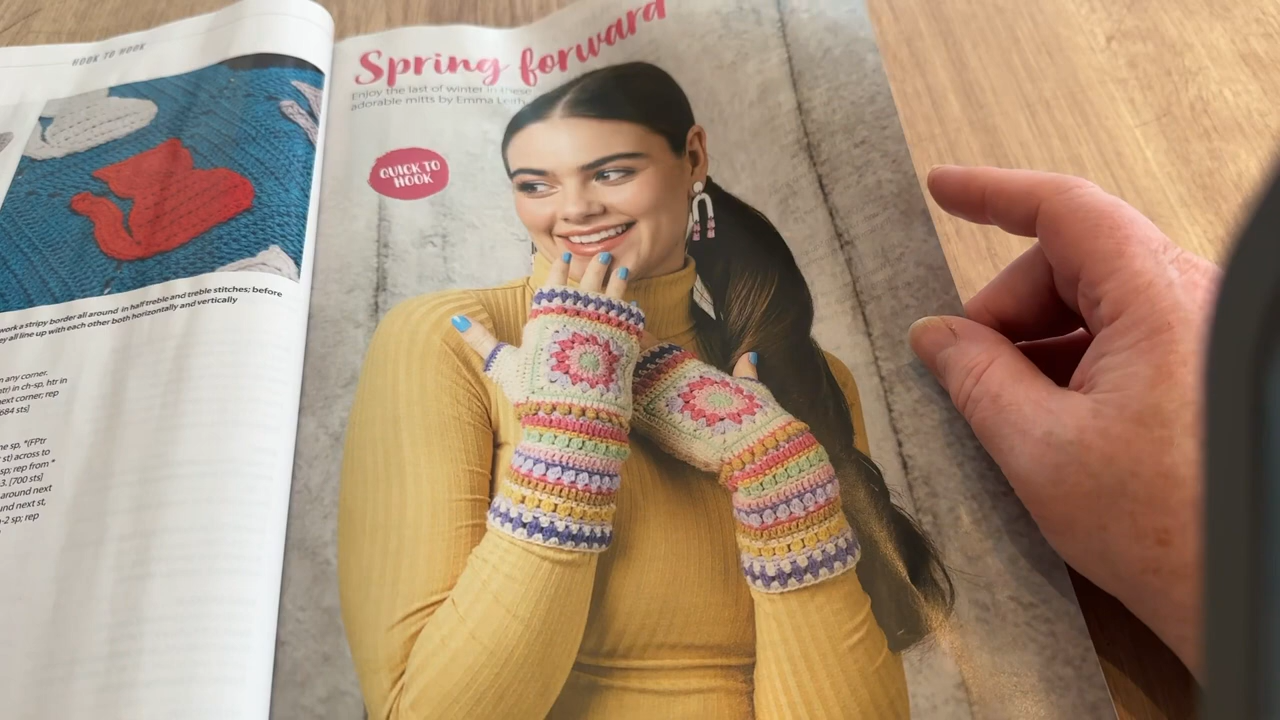 HOOK TO HOOK
work a stripy border all around in half treble and treble stitches; before
ey all line up with each other both horizontally and vertically
n any corner.
ntr) in ch-sp, htr in
next corner; rep
684 sts]
ne sp, *(FPtr
st) across to
sp; rep from *
3. [700 sts]
around next
und next st,
-2 sp; rep
Spring forward
Enjoy the last of winter in these
adorable mitts by Emma Leith
QUICK TO
HOOK